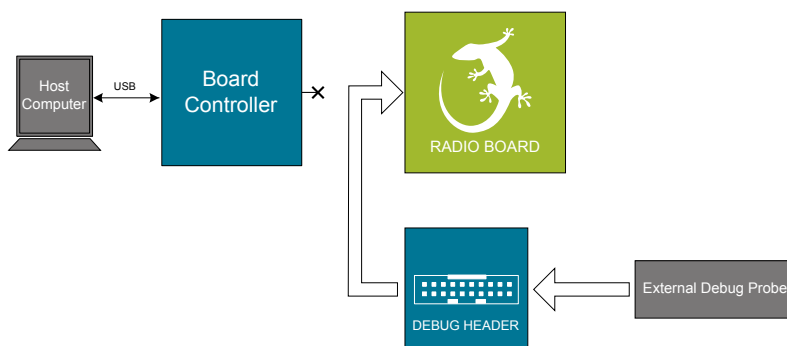 Host
Computer
USB
Board
Controller
RADIO BOARD
DEBUG HEADER
External Debug Probe